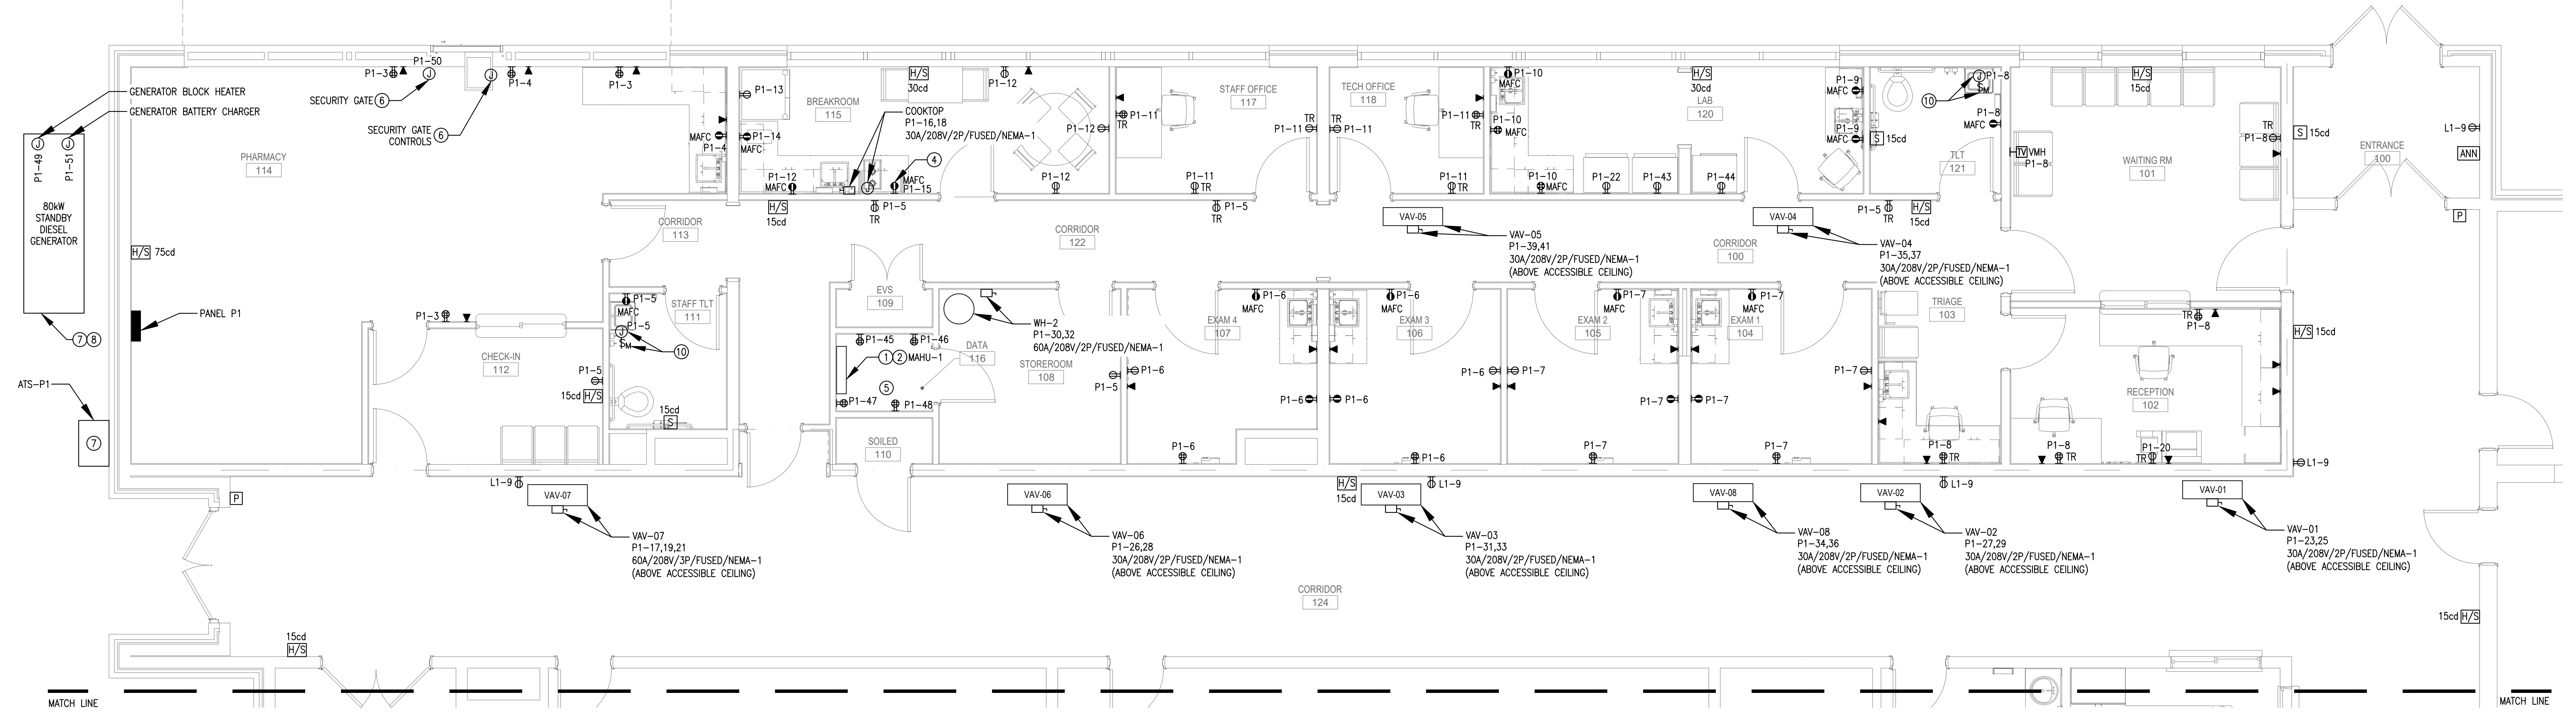 GENERATOR BLOCK HEATER
GENERATOR BATTERY CHARGER
J
J
P1-49
P1-51
80kW
STANDBY
DIESEL
GENERATOR
7 8
ATS-P1
7
PHARMACY
114
H/S 75cd
PANEL P1
P1-3
P1-50
J
SECURITY GATE 6
J
SECURITY GATE
CONTROLS 6
P1-4
P1-3
MAFC
P1-4
P1-13
BREAKROOM
115
H/S
30cd
P1-12
P1-14
MAFC
COOKTOP
P1-16,18
30A/208V/2P/FUSED/NEMA-1
4
P1-12
MAFC
J
MAFC
P1-15
P1-12
P1-12
H/S
15cd
P1-5
TR
STAFF OFFICE
117
P1-11
TR
TR
P1-11
P1-11
TR
P1-5
TR
TECH OFFICE
118
TR
P1-11
P1-11
TR
P1-11
TR
P1-10
MAFC
P1-10
MAFC
P1-10
MAFC
H/S
30cd
LAB
120
P1-22
P1-43
P1-44
P1-9
MAFC
P1-9
MAFC
S 15cd
J P1-8
SM
10
P1-8
MAFC
TLT
121
P1-5
TR
H/S
15cd
H/S
15cd
TV VMH
P1-8
WAITING RM
101
TR
P1-8
S 15cd
L1-9
ANN
ENTRANCE
100
P
CORRIDOR
113
CORRIDOR
122
CORRIDOR
100
VAV-05
VAV-05
P1-39,41
30A/208V/2P/FUSED/NEMA-1
(ABOVE ACCESSIBLE CEILING)
VAV-04
VAV-04
P1-35,37
30A/208V/2P/FUSED/NEMA-1
(ABOVE ACCESSIBLE CEILING)
P1-3
CHECK-IN
112
P1-5
15cd H/S
P1-5
MAFC
J P1-5
SM
10
STAFF TLT
111
15cd
S
EVS
109
P1-45
P1-46
1 2 MAHU-1
5
P1-47
P1-48
DATA
116
SOILED
110
WH-2
P1-30,32
60A/208V/2P/FUSED/NEMA-1
STOREROOM
108
P1-5
P1-6
MAFC
EXAM 4
107
P1-6
P1-6
P1-6
P1-6
MAFC
EXAM 3
106
P1-6
P1-6
P1-6
P1-7
MAFC
EXAM 2
105
P1-7
P1-7
P1-7
P1-7
MAFC
EXAM 1
104
P1-7
P1-7
P1-7
TRIAGE
103
P1-8
TR
TR
P1-8
RECEPTION
102
P1-8
TR
P1-20
TR
H/S 15cd
L1-9
P
L1-9
VAV-07
VAV-07
P1-17,19,21
60A/208V/3P/FUSED/NEMA-1
(ABOVE ACCESSIBLE CEILING)
VAV-06
VAV-06
P1-26,28
30A/208V/2P/FUSED/NEMA-1
(ABOVE ACCESSIBLE CEILING)
H/S
15cd
L1-9
VAV-03
VAV-03
P1-31,33
30A/208V/2P/FUSED/NEMA-1
(ABOVE ACCESSIBLE CEILING)
VAV-08
VAV-08
P1-34,36
30A/208V/2P/FUSED/NEMA-1
(ABOVE ACCESSIBLE CEILING)
VAV-02
L1-9
VAV-02
P1-27,29
30A/208V/2P/FUSED/NEMA-1
(ABOVE ACCESSIBLE CEILING)
VAV-01
VAV-01
P1-23,25
30A/208V/2P/FUSED/NEMA-1
(ABOVE ACCESSIBLE CEILING)
CORRIDOR
124
15cd
H/S
15cd H/S
MATCH LINE
MATCH LINE